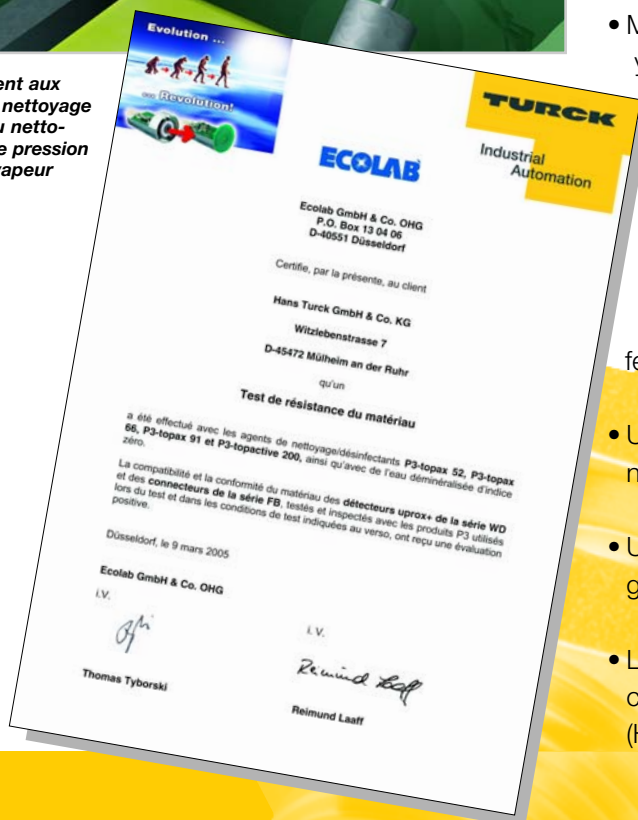 ent aux
nettoyage
u netto-
e pression
apeur
Evolution ...
... Revolution!
TURCK
Industrial
Automation
ECOLAB
Ecolab GmbH & Co. OHG
P.O. Box 13 04 06
D-40551 Düsseldorf
Certifie, par la présente, au client
Hans Turck GmbH & Co. KG
Witzlebenstrasse 7
D-45472 Mülheim an der Ruhr
qu'un
Test de résistance du matériau
a été effectué avec les agents de nettoyage/désinfectants P3-topax 52, P3-topax
66, P3-topax 91 et P3-topactive 200, ainsi qu'avec de l'eau déminéralisée d'indice
zéro.
La compatibilité et la conformité du matériau des détecteurs uprox+ de la série WD
et des connecteurs de la série FB, testés et inspectés avec les produits P3 utilisés
lors du test et dans les conditions de test indiquées au verso, ont reçu une évaluation
positive.
Düsseldorf, le 9 mars 2005
Ecolab GmbH & Co. OHG
i.V.
i. V.
Reimund Laaff
Thomas Tyborski
Reimund Laaff
• M
y
fe
• U
n
• U
g
• L
c
(H